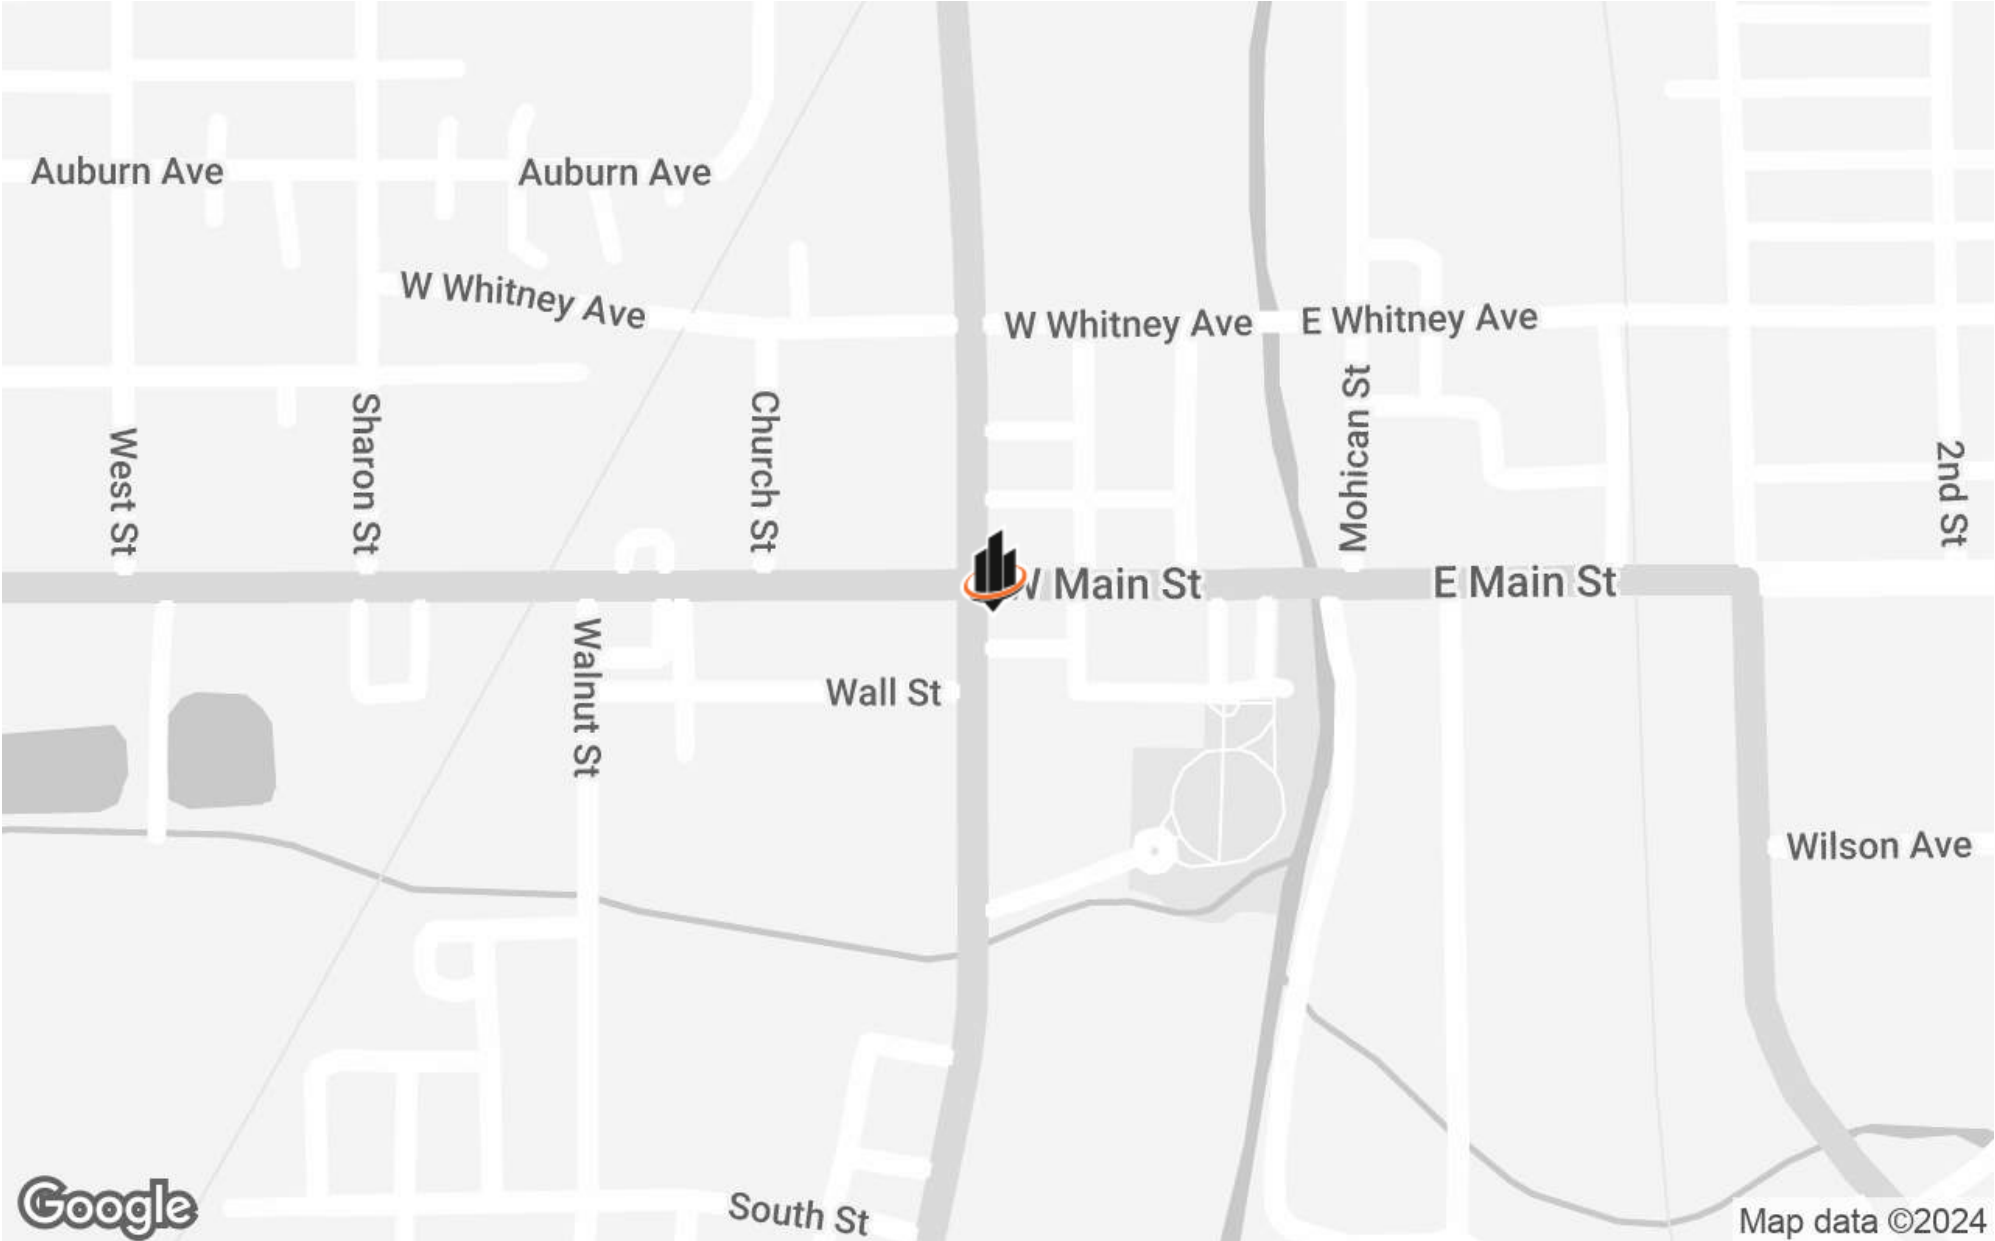 Auburn Ave
Auburn Ave
W Whitney Ave
W Whitney Ave
E Whitney Ave
West St
Sharon St
Church St
Mohican St
2nd St
W Main St
E Main St
Walnut St
Wall St
Wilson Ave
South St
Google
Map data ©2024